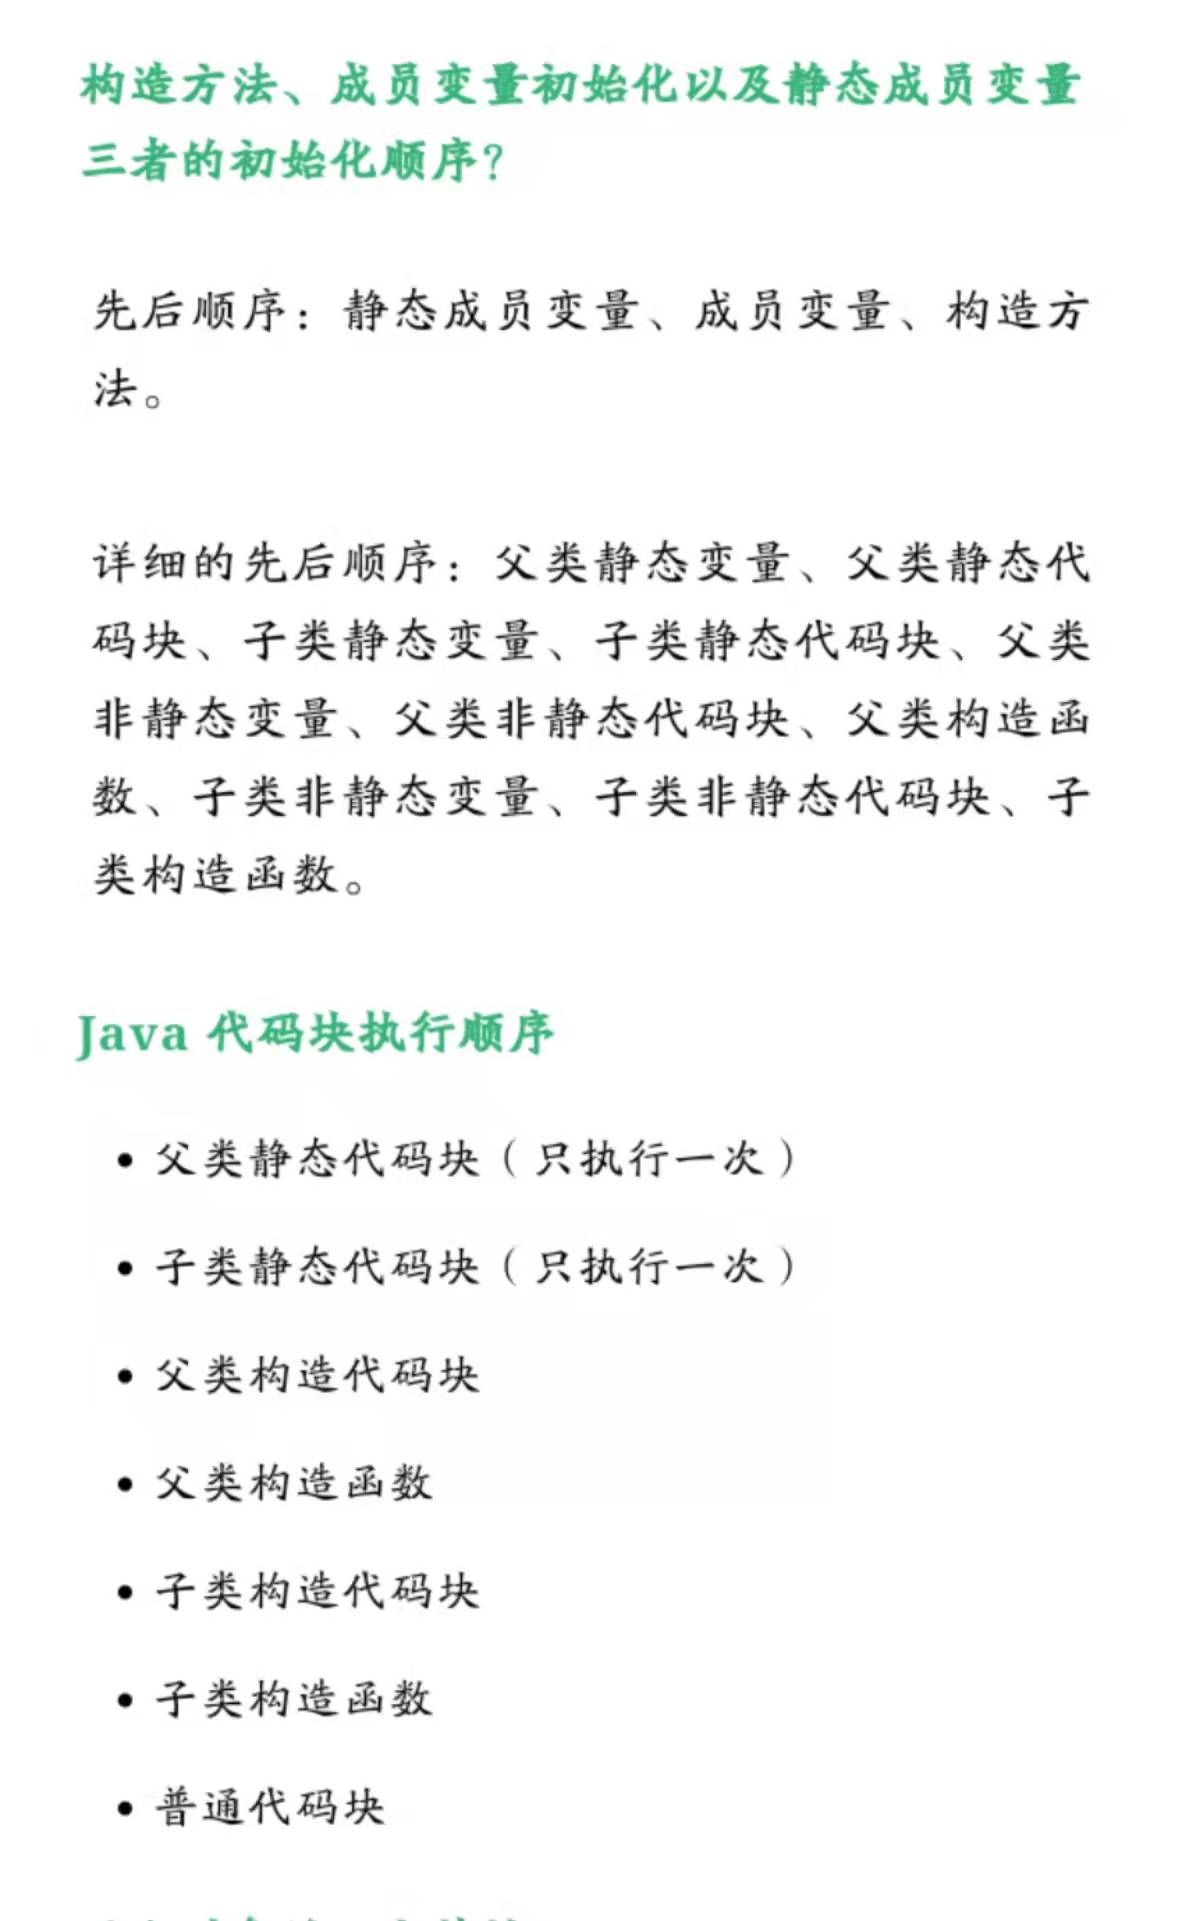 构造方法、成员变量初始化以及静态成员变量
三者的初始化顺序？
先后顺序：静态成员变量、成员变量、构造方
法。
详细的先后顺序：父类静态变量、父类静态代
码块、子类静态变量、子类静态代码块、父类
非静态变量、父类非静态代码块、父类构造函
数、子类非静态变量、子类非静态代码块、子
类构造函数。
Java 代码块执行顺序
• 父类静态代码块（只执行一次）
• 子类静态代码块（只执行一次）
• 父类构造代码块
• 父类构造函数
• 子类构造代码块
• 子类构造函数
• 普通代码块